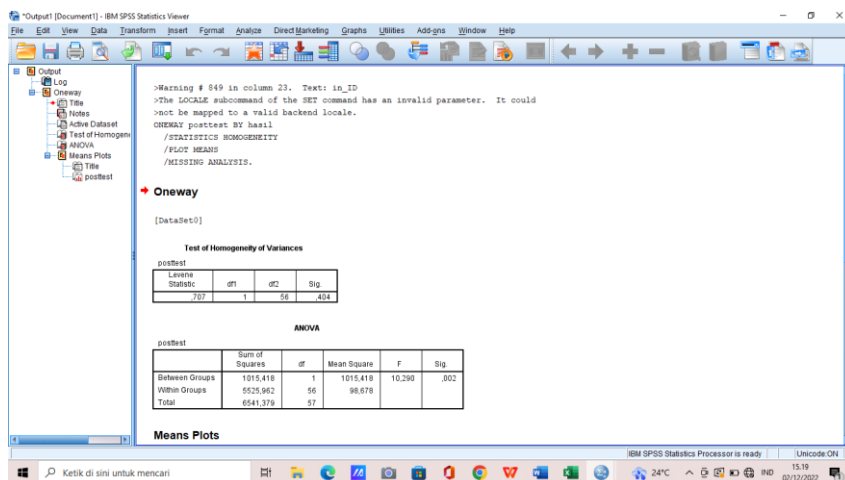 *Output1 [Document1] - IBM SPSS Statistics Viewer
File Edit View Data Transform Insert Format Analyze Direct Marketing Graphs Utilities Add-ons Window Help
Output
Log
Oneway
Title
Notes
Active Dataset
Test of Homogene
ANOVA
Means Plots
Title
posttest
>Warning # 849 in column 23. Text: in_ID
>The LOCALE subcommand of the SET command has an invalid parameter. It could
>not be mapped to a valid backend locale.
ONEWAY posttest BY hasil
/STATISTICS HOMOGENEITY
/PLOT MEANS
/MISSING ANALYSIS.
Oneway
[DataSet0]
Test of Homogeneity of Variances
posttest
Levene Statistic df1 df2 Sig.
,707 1 56 ,404
ANOVA
posttest
Sum of Squares df Mean Square F Sig.
Between Groups 1015,418 1 1015,418 10,290 ,002
Within Groups 5525,962 56 98,678
Total 6541,379 57
Means Plots
IBM SPSS Statistics Processor is ready Unicode:ON
Ketik di sini untuk mencari
24°C IND
15.19
02/12/2022